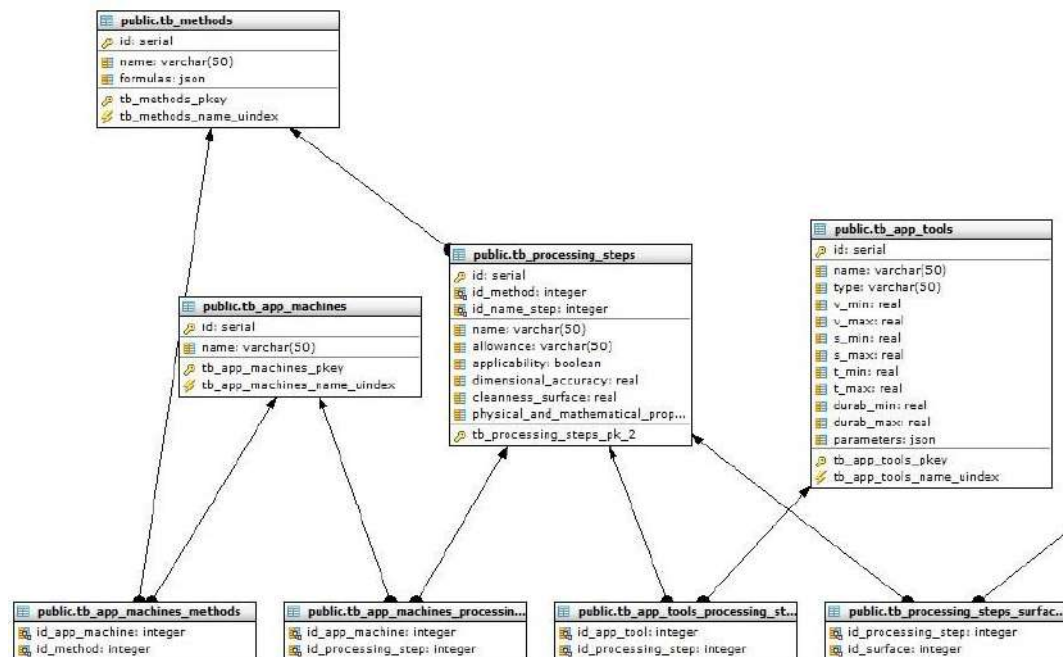 public.tb_methods
id: serial
name: varchar(50)
formulas: json
tb_methods_pkey
tb_methods_name_uindex
public.tb_processing_steps
id: serial
id_method: integer
id_name_step: integer
name: varchar(50)
allowance: varchar(50)
applicability: boolean
dimensional_accuracy: real
cleanness_surface: real
physical_and_mathematical_prop...
tb_processing_steps_pk_2
public.tb_app_tools
id: serial
name: varchar(50)
type: varchar(50)
v_min: real
v_max: real
s_min: real
s_max: real
t_min: real
t_max: real
durab_min: real
durab_max: real
parameters: json
tb_app_tools_pkey
tb_app_tools_name_uindex
public.tb_app_machines
id: serial
name: varchar(50)
tb_app_machines_pkey
tb_app_machines_name_uindex
public.tb_app_machines_methods
id_app_machine: integer
id_method: integer
public.tb_app_machines_processin...
id_app_machine: integer
id_processing_step: integer
public.tb_app_tools_processing_st...
id_app_tool: integer
id_processing_step: integer
public.tb_processing_steps_surfac...
id_processing_step: integer
id_surface: integer